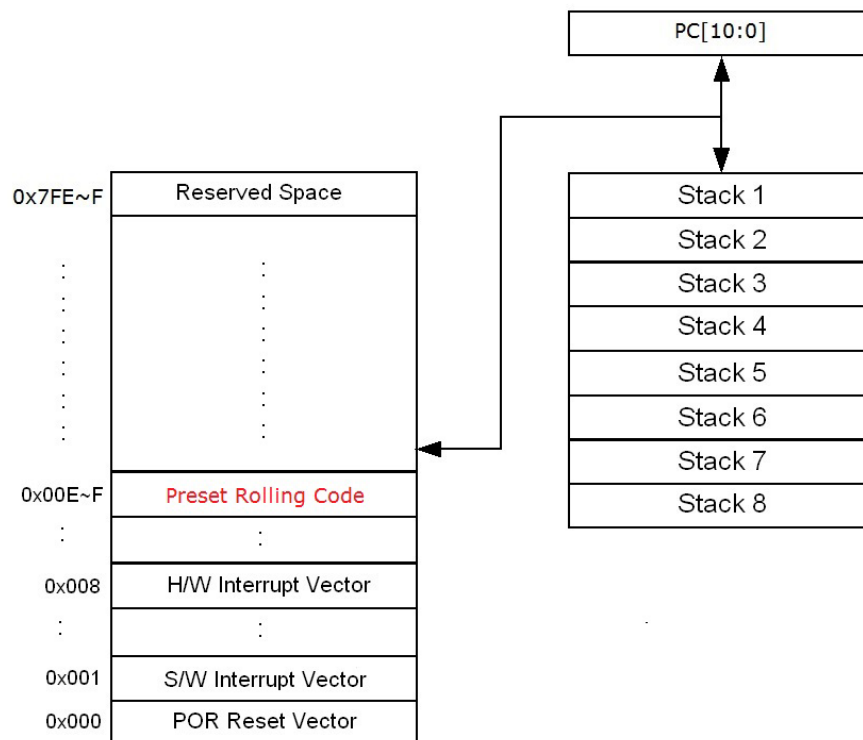 PC[10:0]
0x7FE~F Reserved Space
: :
: :
: :
: :
: :
: :
0x00E~F Preset Rolling Code
: :
0x008 H/W Interrupt Vector
: :
0x001 S/W Interrupt Vector
0x000 POR Reset Vector
Stack 1
Stack 2
Stack 3
Stack 4
Stack 5
Stack 6
Stack 7
Stack 8